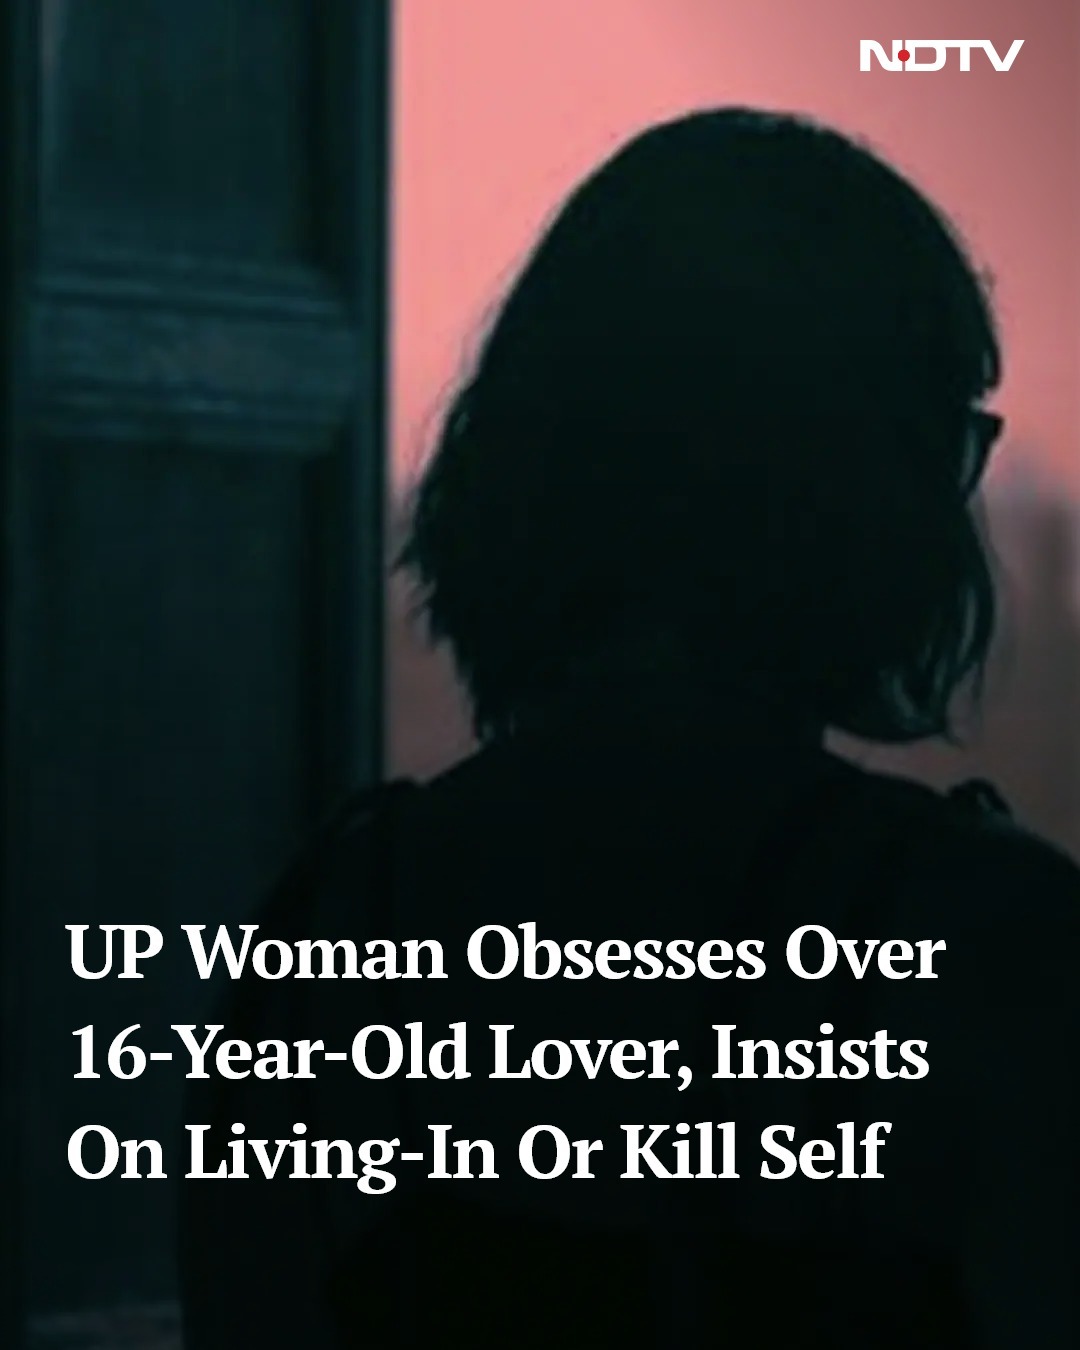 NDTV
UP Woman Obsesses Over
16-Year-Old Lover, Insists
On Living-In Or Kill Self